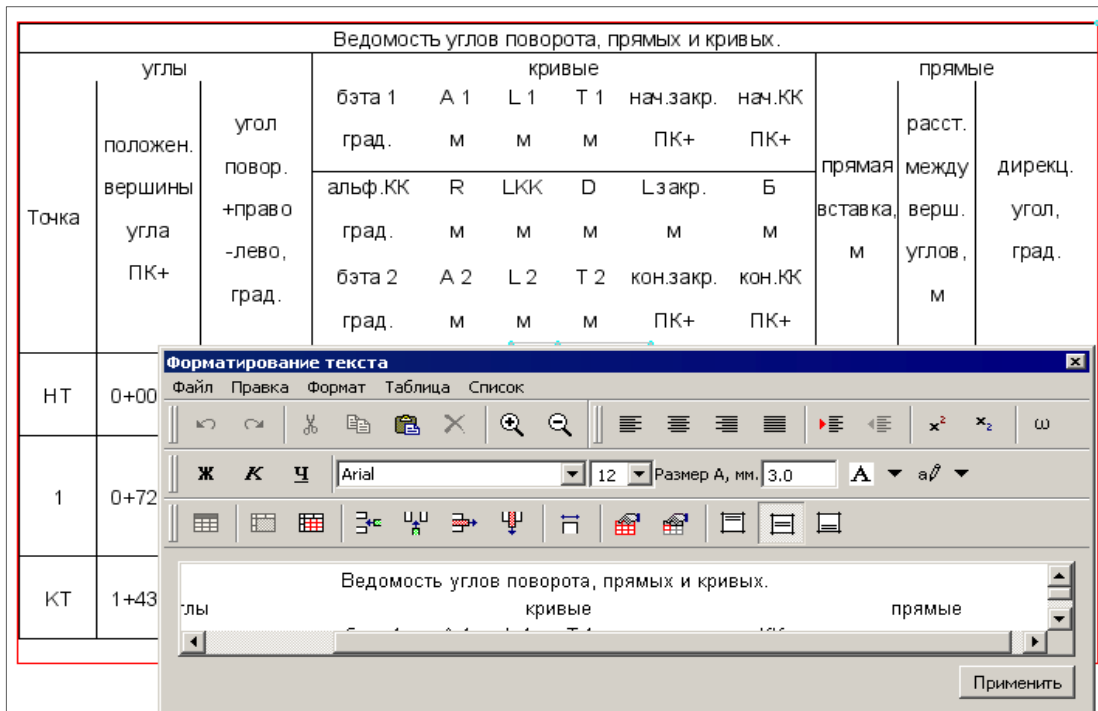 Ведомость углов поворота, прямых и кривых.
углы кривые прямые
Точка
положен.
вершины
угла
ПК+
угол
повор.
+право
-лево,
град.
бэта 1 А 1 L 1 Т 1 нач.закр. нач.КК
град. м м м ПК+ ПК+
альф.КК R LКК D Lзакр. Б
град. м м м м м
бэта 2 А 2 L 2 Т 2 кон.закр. кон.КК
град. м м м ПК+ ПК+
прямая
вставка,
м
расст.
между
верш.
углов,
м
дирекц.
угол,
град.
НТ 0+00
1 0+72
КТ 1+43
Форматирование текста
Файл Правка Формат Таблица Список
x² x₂ ω
Ж К Ч Arial 12 Размер А, мм. 3.0 A a
Ведомость углов поворота, прямых и кривых.
глы кривые прямые
Применить